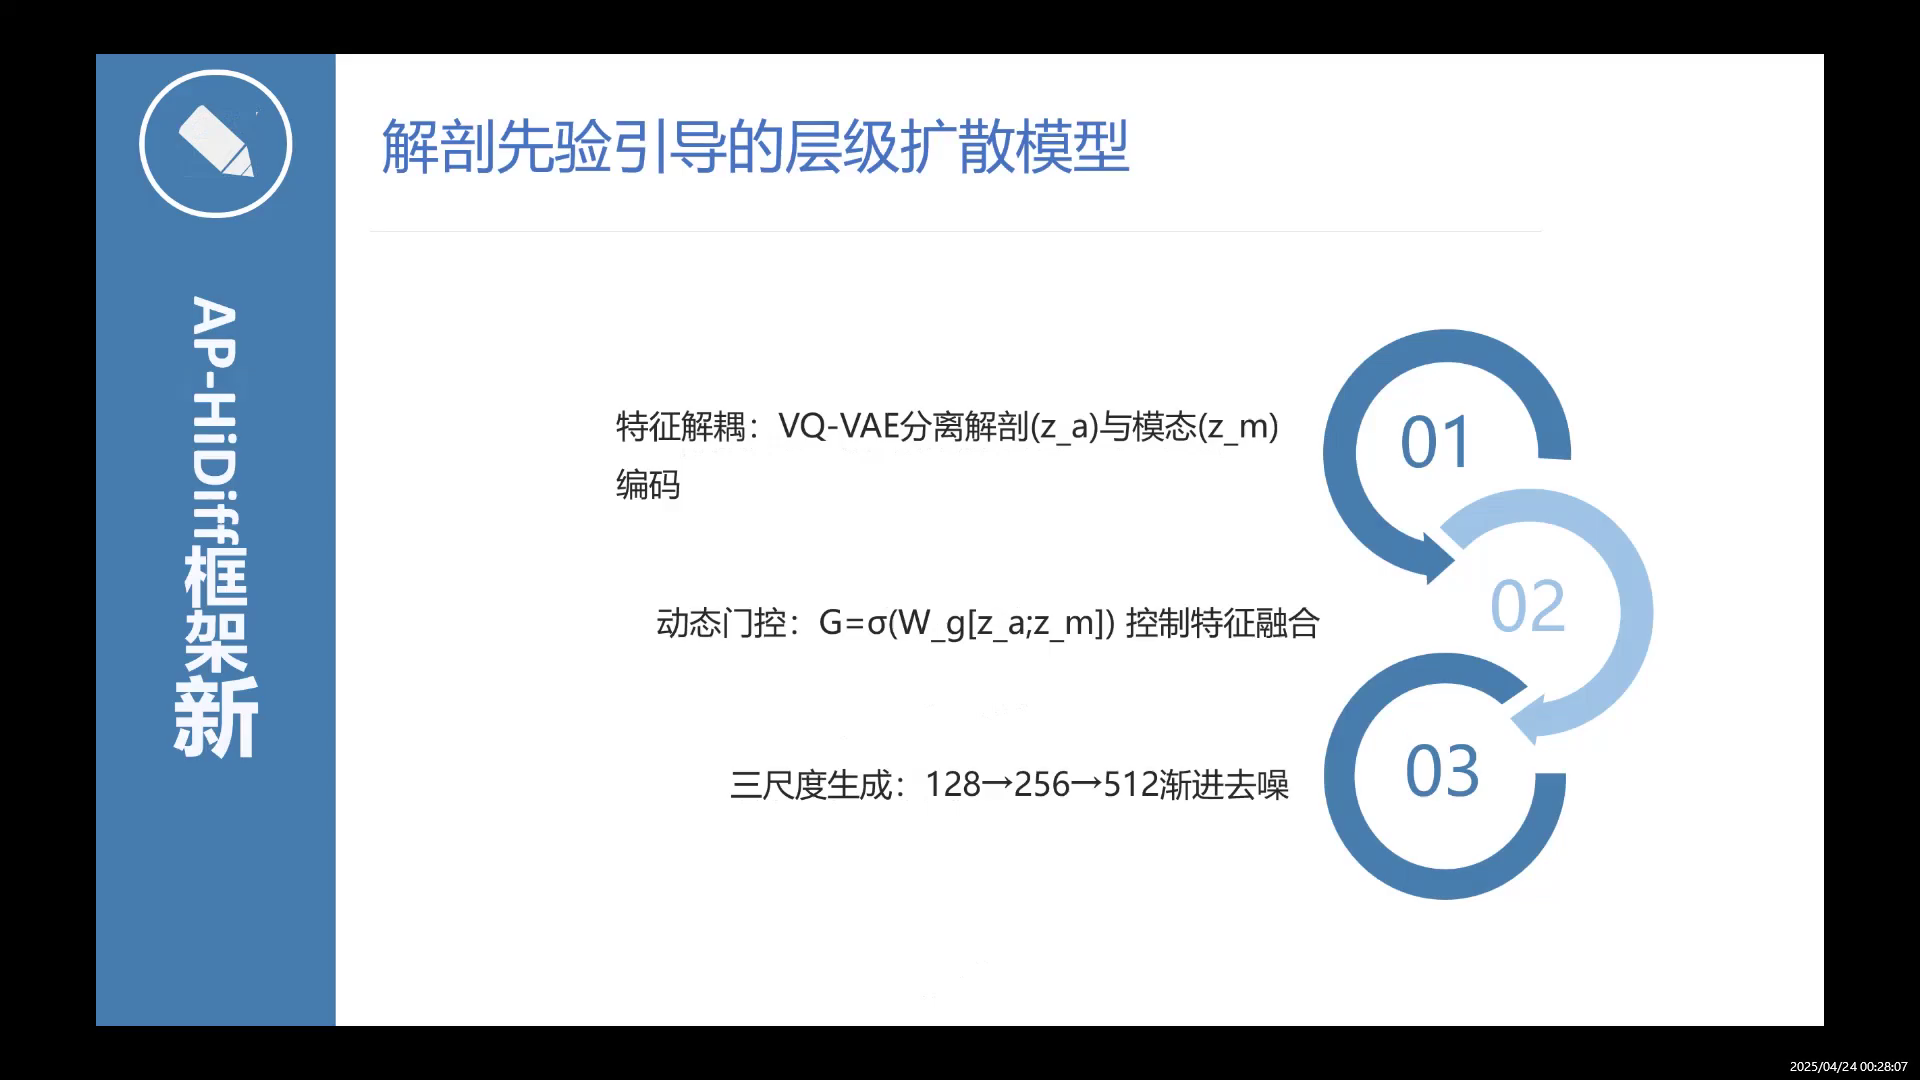 解剖先验引导的层级扩散模型
AP-HiDiff框架新
特征解耦：VQ-VAE分离解剖(z_a)与模态(z_m)
编码
01
动态门控：G=σ(W_g[z_a;z_m]) 控制特征融合
02
三尺度生成：128→256→512渐进去噪
03
2025/04/24 00:28:07